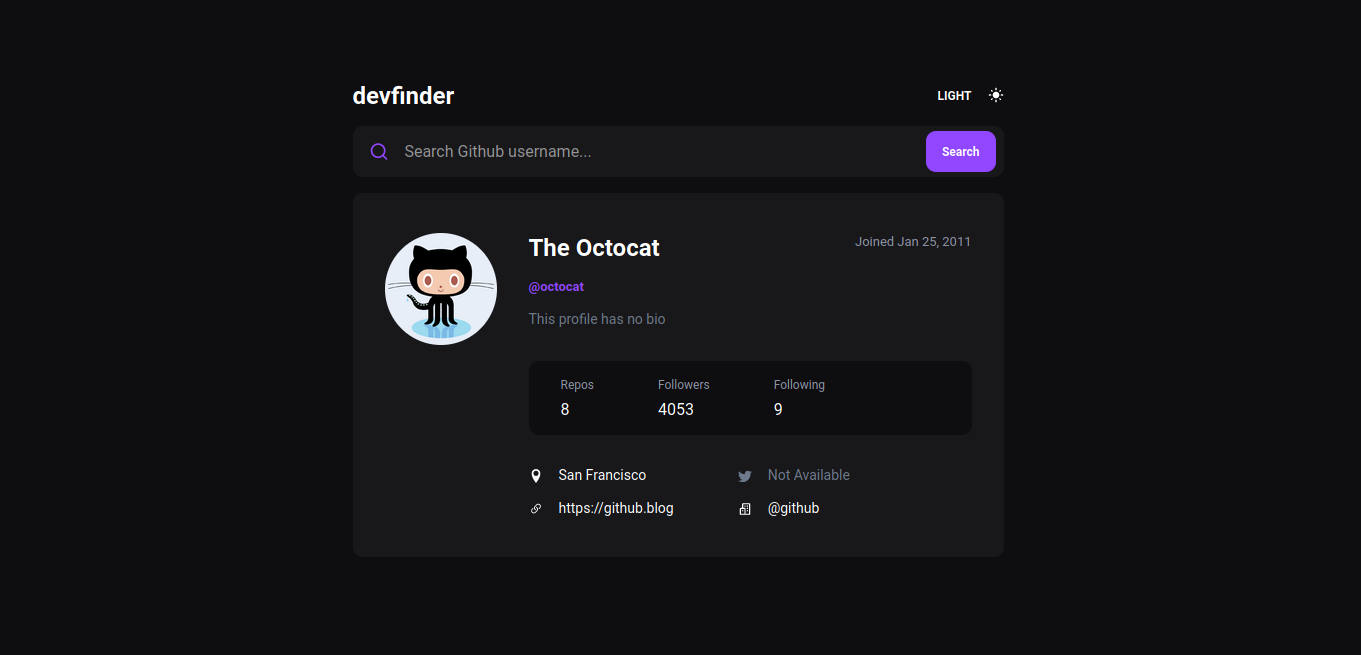 devfinder
LIGHT
Search Github username...
Search
The Octocat
Joined Jan 25, 2011
@octocat
This profile has no bio
Repos Followers Following
8 4053 9
San Francisco Not Available
https://github.blog @github